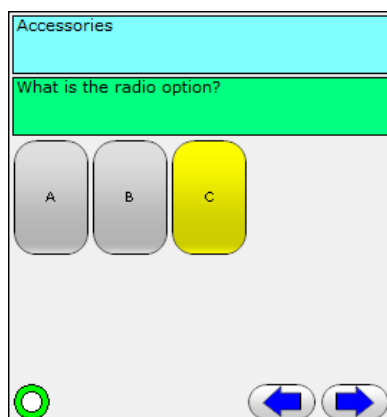 Accessories
What is the radio option?
A B C